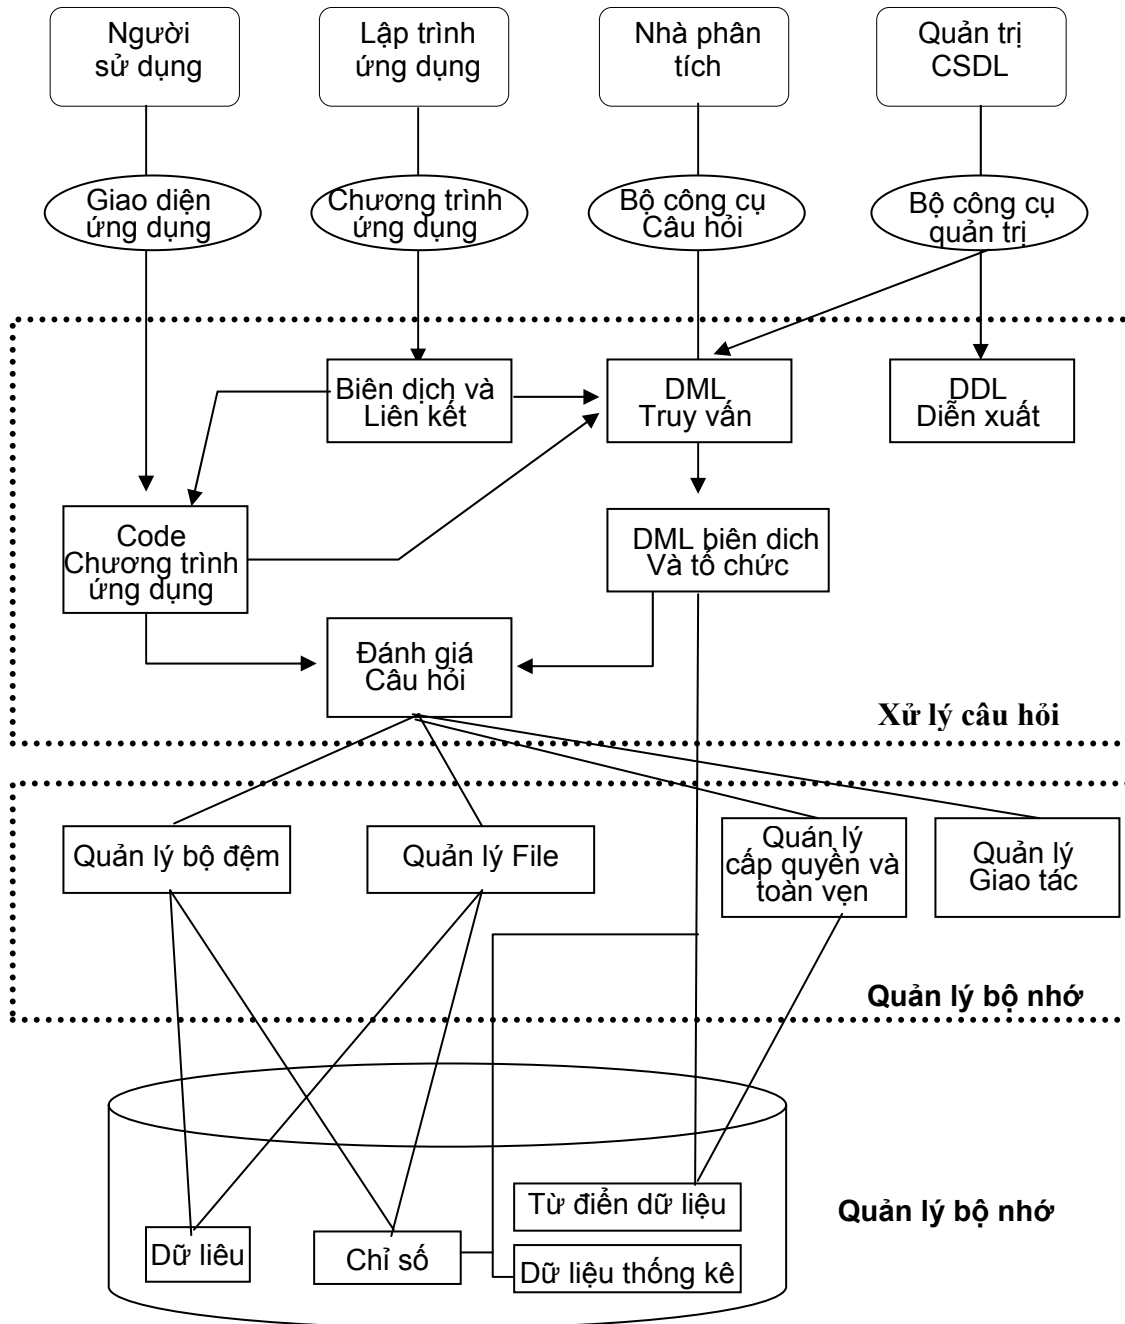 Người
sử dụng
Lập trình
ứng dụng
Nhà phân
tích
Quản trị
CSDL
Giao diện
ứng dụng
Chương trình
ứng dụng
Bộ công cụ
Câu hỏi
Bộ công cụ
quản trị
Biên dịch và
Liên kết
DML
Truy vấn
DDL
Diễn xuất
Code
Chương trình
ứng dụng
DML biên dich
Và tổ chức
Đánh giá
Câu hỏi
Xử lý câu hỏi
Quản lý bộ đệm
Quản lý File
Quán lý
cấp quyền và
toàn vẹn
Quản lý
Giao tác
Quản lý bộ nhớ
Từ điển dữ liệu
Quản lý bộ nhớ
Dữ liêu
Chỉ số
Dữ liệu thống kê